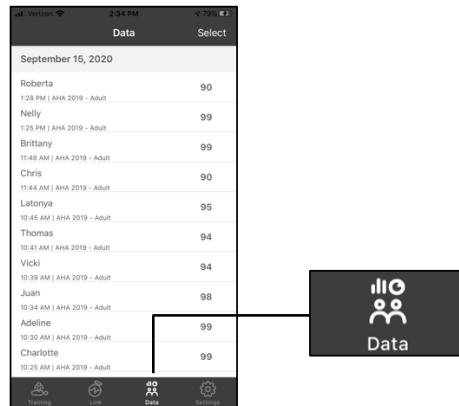 Verizon 2:34 PM 79%
Data Select
September 15, 2020
Roberta 90
1:28 PM | AHA 2019 - Adult
Nelly 99
1:25 PM | AHA 2019 - Adult
Brittany 99
11:48 AM | AHA 2019 - Adult
Chris 90
11:44 AM | AHA 2019 - Adult
Latonya 95
10:45 AM | AHA 2019 - Adult
Thomas 94
10:41 AM | AHA 2019 - Adult
Vicki 94
10:39 AM | AHA 2019 - Adult
Juan 98
10:34 AM | AHA 2019 - Adult
Adeline 99
10:30 AM | AHA 2019 - Adult
Charlotte 99
10:25 AM | AHA 2019 - Adult
Training Link Data Settings
Data